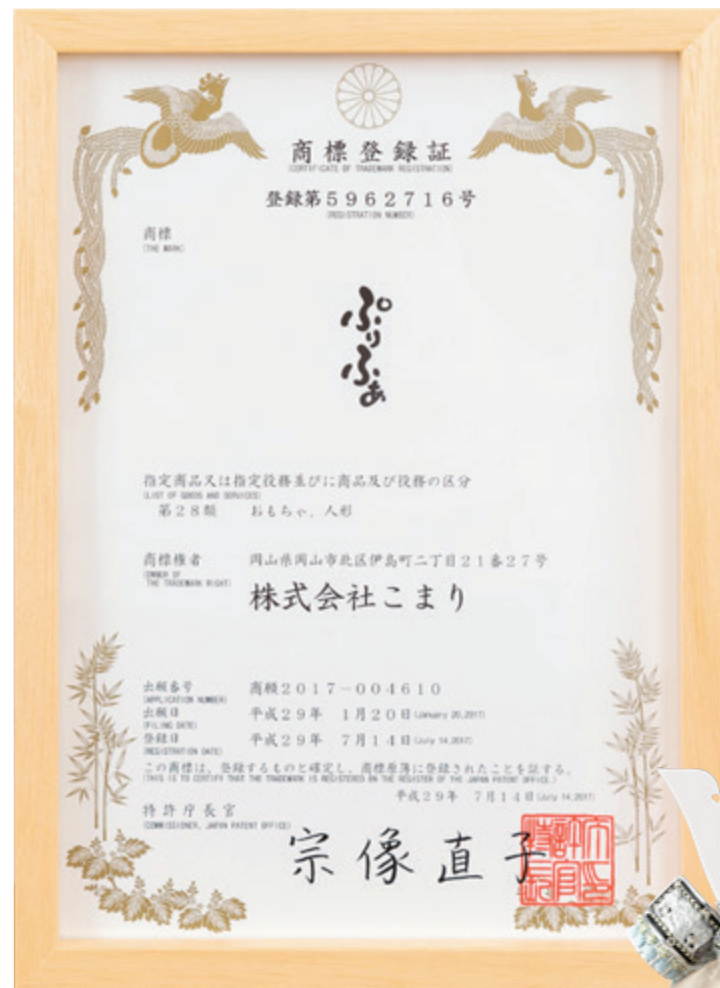 商標登録証
(CERTIFICATE OF TRADEMARK REGISTRATION)
登録第5962716号
(REGISTRATION NUMBER)
商標
(THE MARK)
ぷりふぁ
指定商品又は指定役務並びに商品及び役務の区分
(LIST OF GOODS AND SERVICES)
第28類 おもちゃ,人形
商標権者 岡山県岡山市北区伊島町二丁目21番27号
(OWNER OF THE TRADEMARK RIGHT)
株式会社こまり
出願番号 商願2017-004610
(APPLICATION NUMBER)
出願日 平成29年 1月20日(January 20,2017)
(FILING DATE)
登録日 平成29年 7月14日(July 14,2017)
(REGISTRATION DATE)
この商標は、登録するものと確定し、商標原簿に登録されたことを証する。
(THIS IS TO CERTIFY THAT THE TRADEMARK IS REGISTERED ON THE REGISTER OF THE JAPAN PATENT OFFICE.)
平成29年 7月14日(July 14,2017)
特許庁長官
(COMMISSIONER, JAPAN PATENT OFFICE)
宗像直子